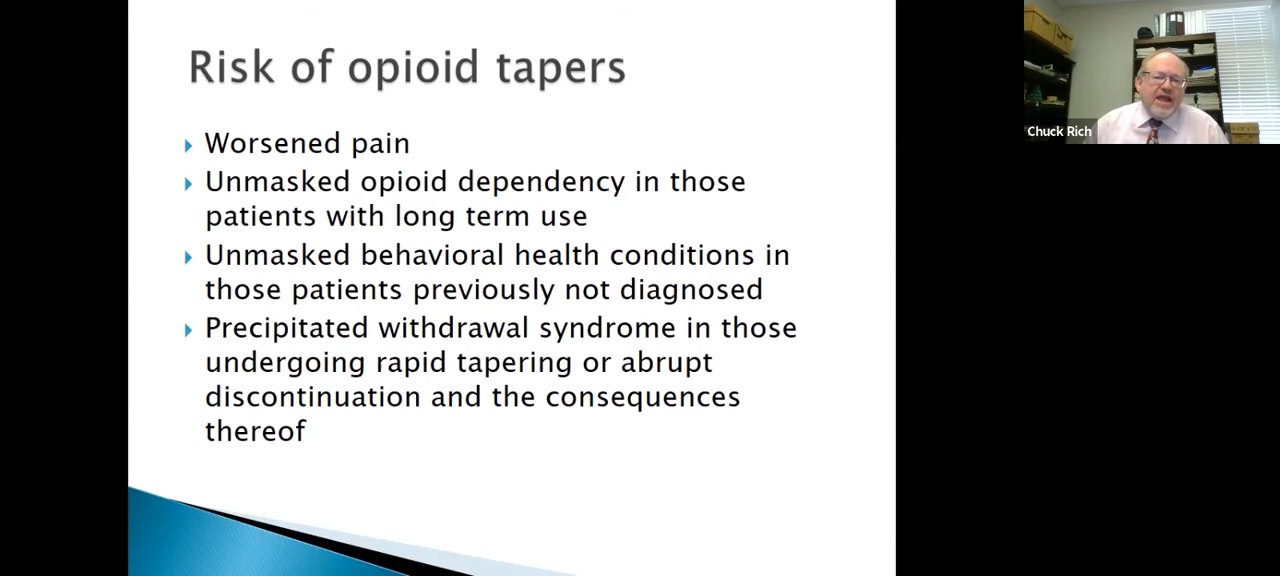 Risk of opioid tapers
Worsened pain
Unmasked opioid dependency in those
patients with long term use
Unmasked behavioral health conditions in
those patients previously not diagnosed
Precipitated withdrawal syndrome in those
undergoing rapid tapering or abrupt
discontinuation and the consequences
thereof
Chuck Rich